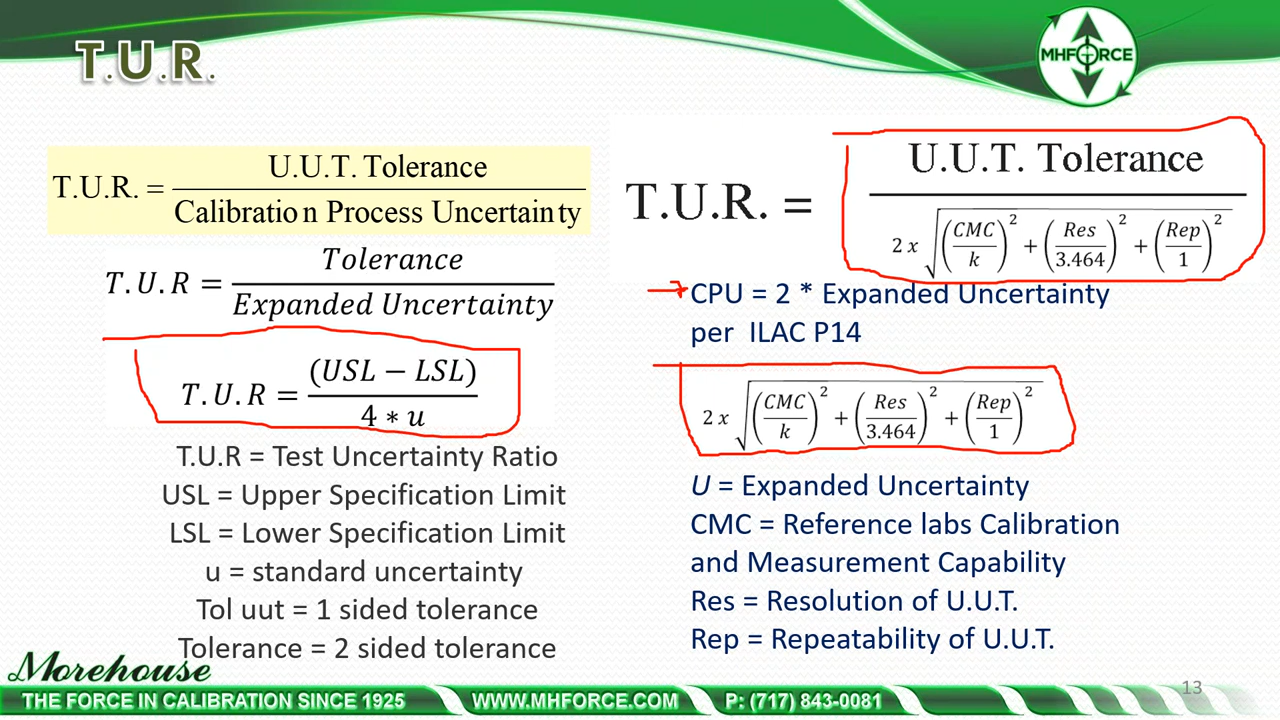 T.U.R.
MHFORCE
T.U.R. = U.U.T. Tolerance / Calibratio n Process Uncertain ty
T.U.R = Tolerance / Expanded Uncertainty
T.U.R = (USL − LSL) / 4 ∗ u
T.U.R = Test Uncertainty Ratio
USL = Upper Specification Limit
LSL = Lower Specification Limit
u = standard uncertainty
Tol uut = 1 sided tolerance
Tolerance = 2 sided tolerance
T.U.R. = U.U.T. Tolerance / 2 x √((CMC/k)² + (Res/3.464)² + (Rep/1)²)
CPU = 2 * Expanded Uncertainty
per ILAC P14
2 x √((CMC/k)² + (Res/3.464)² + (Rep/1)²)
U = Expanded Uncertainty
CMC = Reference labs Calibration
and Measurement Capability
Res = Resolution of U.U.T.
Rep = Repeatability of U.U.T.
Morehouse
THE FORCE IN CALIBRATION SINCE 1925
WWW.MHFORCE.COM
P: (717) 843-0081
13